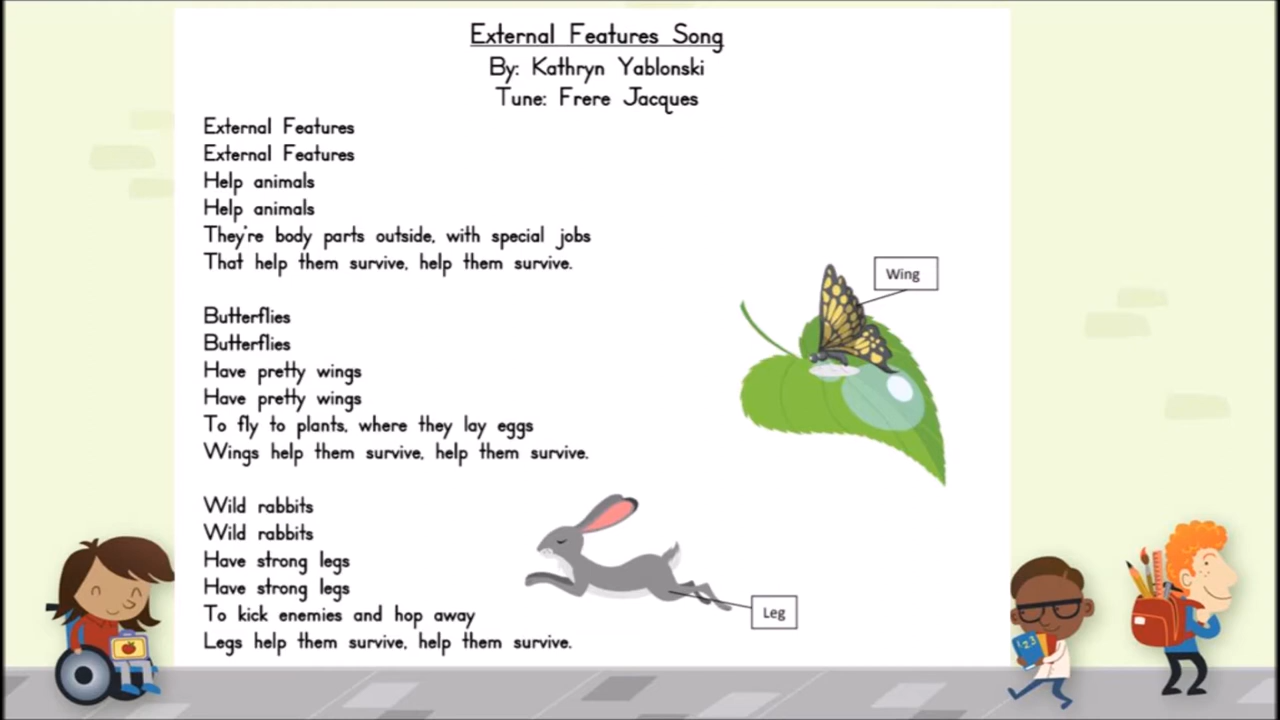 External Features Song
By: Kathryn Yablonski
Tune: Frere Jacques
External Features
External Features
Help animals
Help animals
They're body parts outside, with special jobs
That help them survive, help them survive.
Butterflies
Butterflies
Have pretty wings
Have pretty wings
To fly to plants, where they lay eggs
Wings help them survive, help them survive.
Wild rabbits
Wild rabbits
Have strong legs
Have strong legs
To kick enemies and hop away
Legs help them survive, help them survive.
Wing
Leg
1,2,3